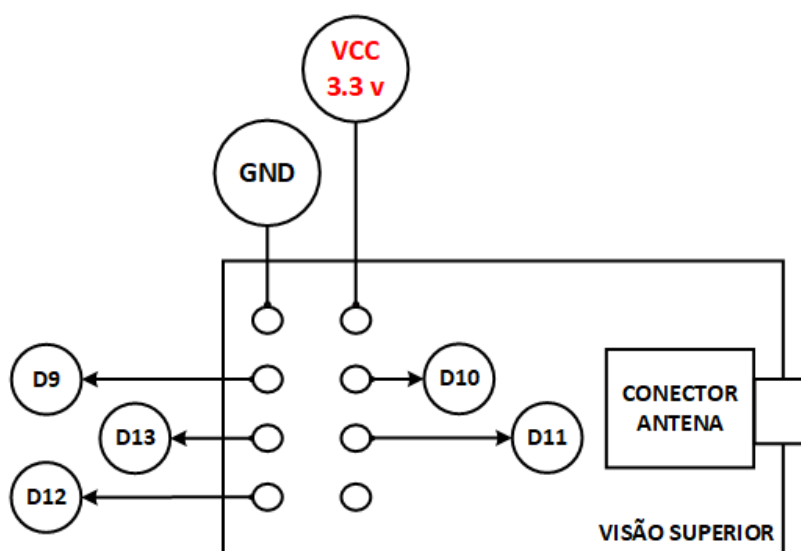 VCC
3.3 v
GND
D9
D10
D13
D11
D12
CONECTOR
ANTENA
VISÃO SUPERIOR